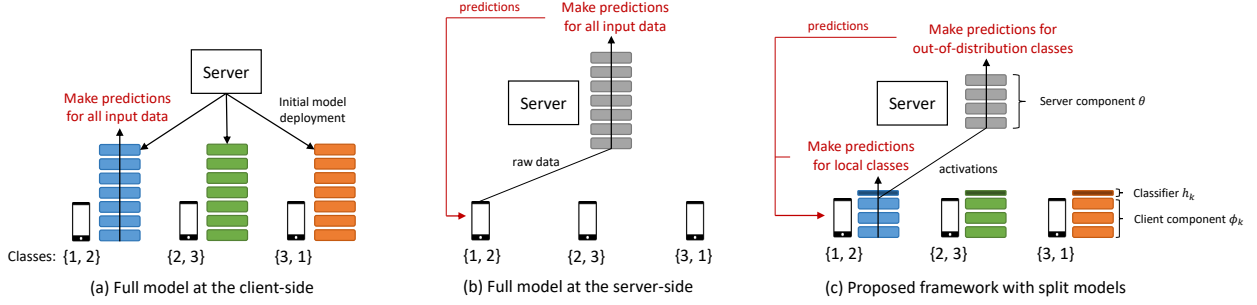 Server
Make predictions
for all input data
Initial model
deployment
Classes:
{1, 2}
{2, 3}
{3, 1}
(a) Full model at the client-side
predictions
Make predictions
for all input data
Server
raw data
{1, 2}
{2, 3}
{3, 1}
(b) Full model at the server-side
predictions
Make predictions for
out-of-distribution classes
Server
Server component θ
Make predictions
for local classes
activations
Classifier hₖ
Client component ϕₖ
{1, 2}
{2, 3}
{3, 1}
(c) Proposed framework with split models